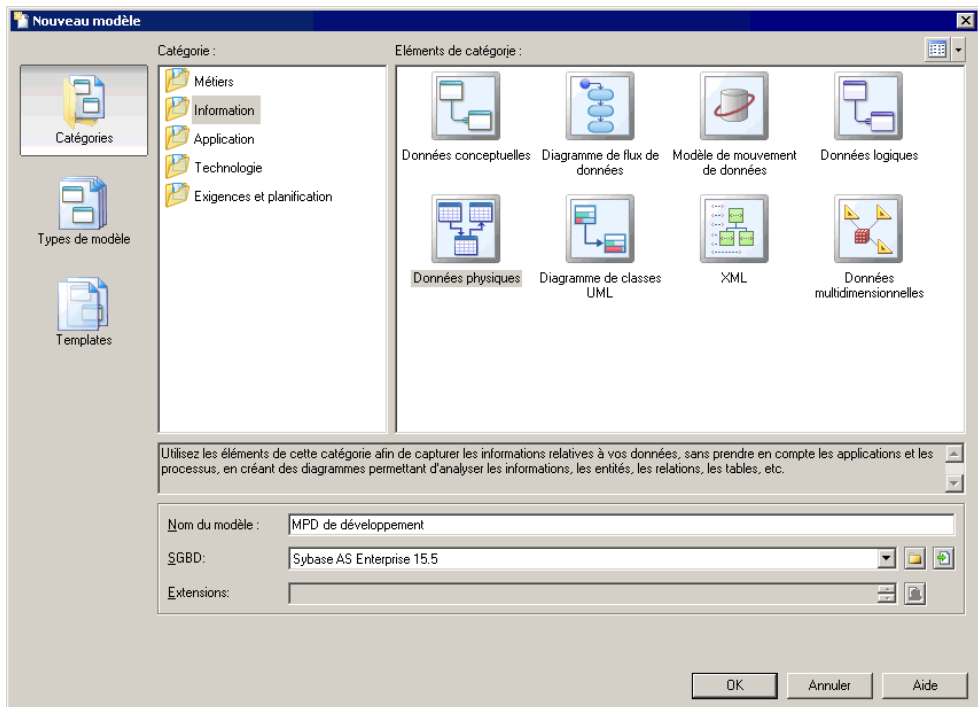 Nouveau modèle
Catégorie :
Eléments de catégorie :
Catégories
Types de modèle
Templates
Métiers
Information
Application
Technologie
Exigences et planification
Données conceptuelles
Diagramme de flux de
données
Modèle de mouvement
de données
Données logiques
Données physiques
Diagramme de classes
UML
XML
Données
multidimensionnelles
Utilisez les éléments de cette catégorie afin de capturer les informations relatives à vos données, sans prendre en compte les applications et les
processus, en créant des diagrammes permettant d'analyser les informations, les entités, les relations, les tables, etc.
Nom du modèle :
MPD de développement
SGBD:
Sybase AS Enterprise 15.5
Extensions:
OK
Annuler
Aide